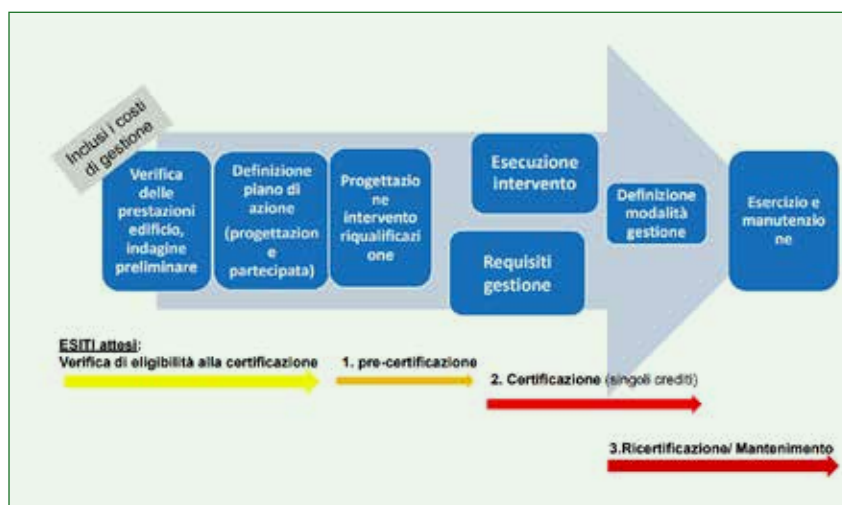 Inclusi i costi
di gestione
Verifica
delle
prestazioni
edificio,
indagine
preliminare
Definizione
piano di
azione
(progettazion
e
partecipata)
Progettazio
ne
intervento
riqualificaz
ione
Esecuzione
intervento
Requisiti
gestione
Definizione
modalità
gestione
Esercizio e
manutenzio
ne
ESITI attesi:
Verifica di eligibilità alla certificazione
1. pre-certificazione
2. Certificazione (singoli crediti)
3.Ricertificazione/ Mantenimento